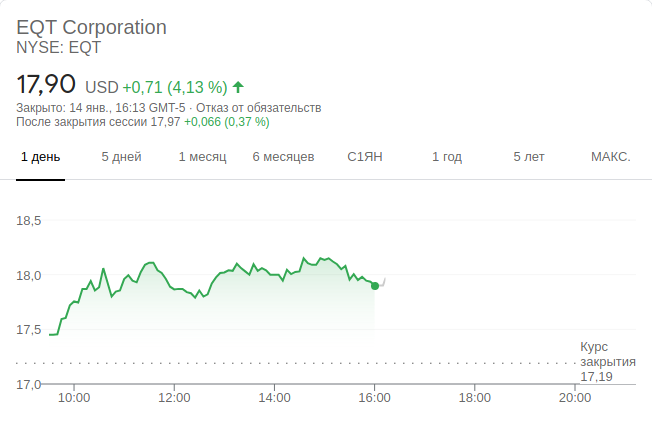 EQT Corporation
NYSE: EQT
17,90 USD +0,71 (4,13 %)
Закрыто: 14 янв., 16:13 GMT-5 · Отказ от обязательств
После закрытия сессии 17,97 +0,066 (0,37 %)
1 день 5 дней 1 месяц 6 месяцев С1ЯН 1 год 5 лет МАКС.
18,5
18,0
17,5
Курс
закрытия
17,19
17,0
10:00 12:00 14:00 16:00 18:00 20:00